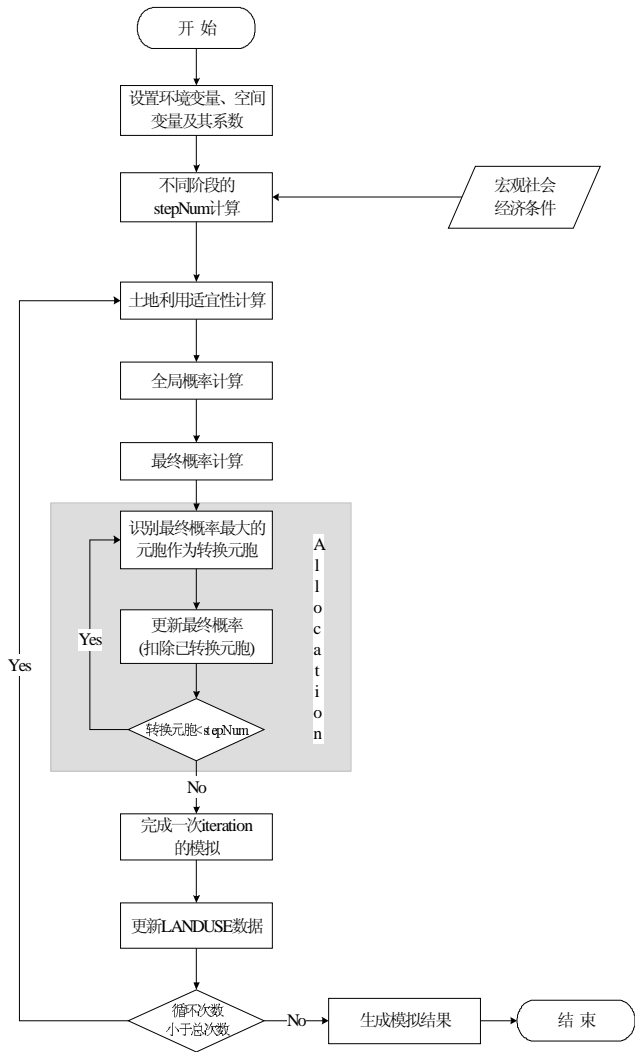 开 始
设置环境变量、空间
变量及其系数
不同阶段的
stepNum计算
宏观社会
经济条件
土地利用适宜性计算
全局概率计算
最终概率计算
识别最终概率最大的
元胞作为转换元胞
Allocation
更新最终概率
(扣除已转换元胞)
Yes
Yes
转换元胞<stepNum
No
完成一次iteration
的模拟
更新LANDUSE数据
循环次数
小于总次数
No
生成模拟结果
结 束